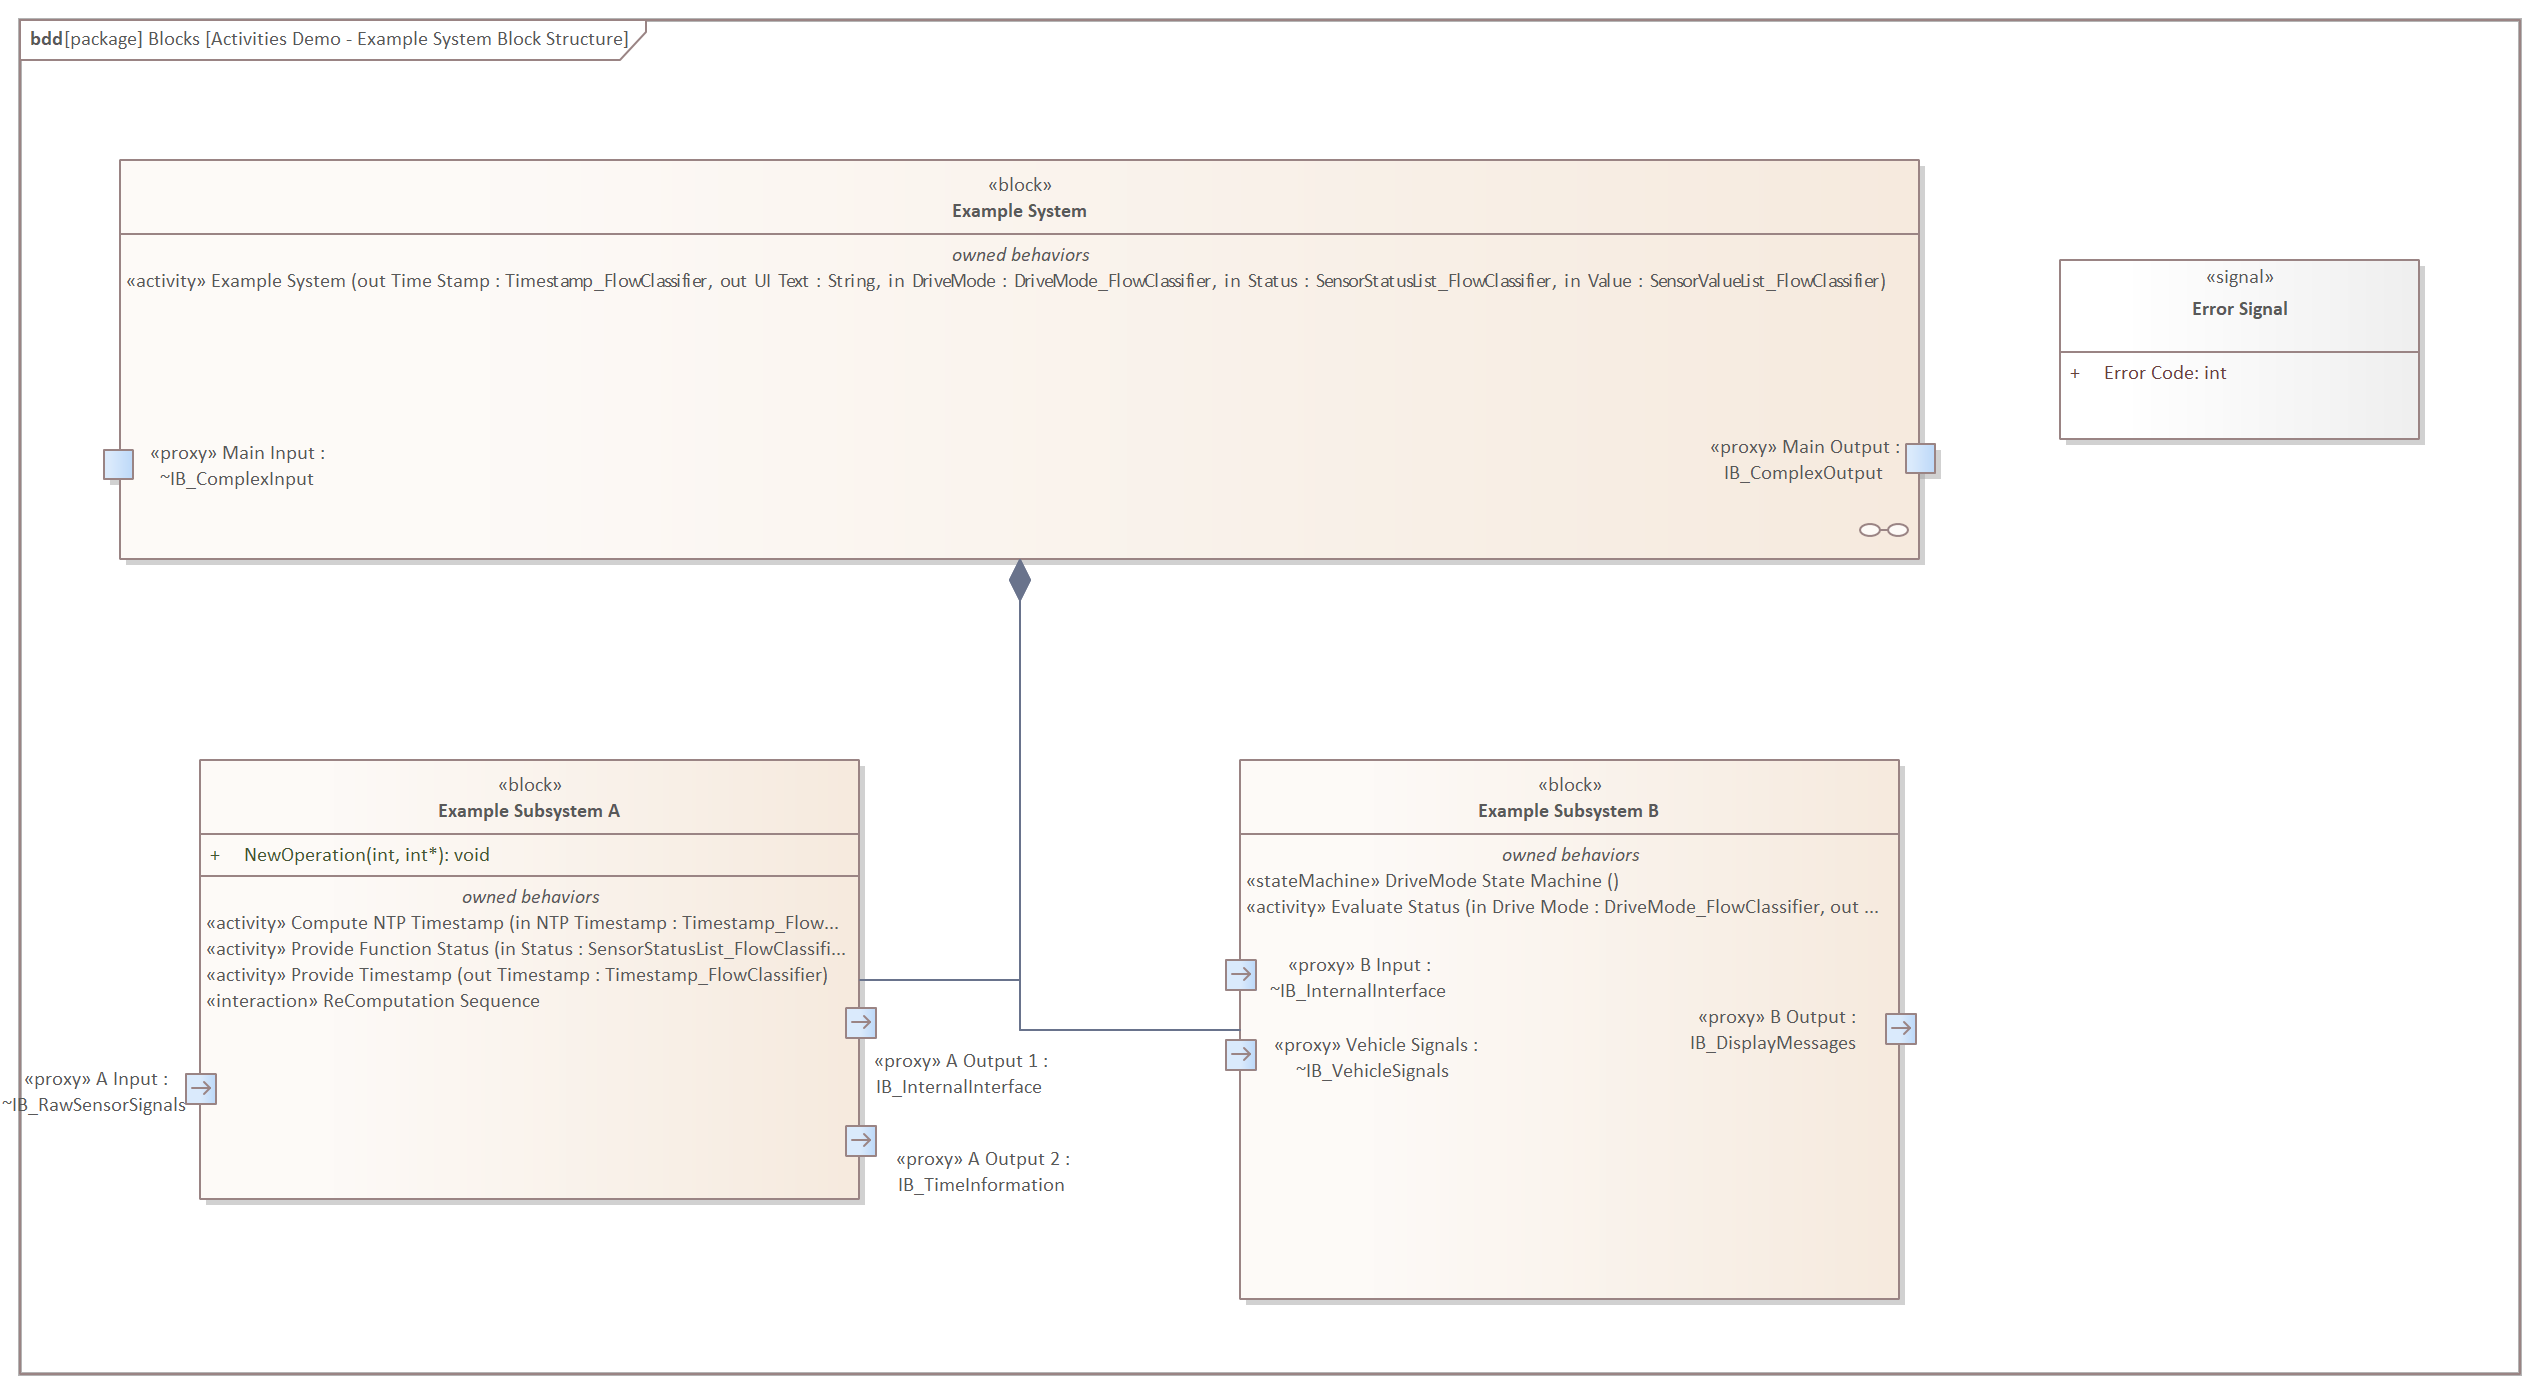 bdd[package] Blocks [Activities Demo - Example System Block Structure]
«block»
Example System
owned behaviors
«activity» Example System (out Time Stamp : Timestamp_FlowClassifier, out UI Text : String, in DriveMode : DriveMode_FlowClassifier, in Status : SensorStatusList_FlowClassifier, in Value : SensorValueList_FlowClassifier)
«proxy» Main Input :
~IB_ComplexInput
«proxy» Main Output :
IB_ComplexOutput
«signal»
Error Signal
+ Error Code: int
«block»
Example Subsystem A
+ NewOperation(int, int*): void
owned behaviors
«activity» Compute NTP Timestamp (in NTP Timestamp : Timestamp_Flow...
«activity» Provide Function Status (in Status : SensorStatusList_FlowClassifi...
«activity» Provide Timestamp (out Timestamp : Timestamp_FlowClassifier)
«interaction» ReComputation Sequence
«proxy» A Input :
~IB_RawSensorSignals
«proxy» A Output 1 :
IB_InternalInterface
«proxy» A Output 2 :
IB_TimeInformation
«block»
Example Subsystem B
owned behaviors
«stateMachine» DriveMode State Machine ()
«activity» Evaluate Status (in Drive Mode : DriveMode_FlowClassifier, out ...
«proxy» B Input :
~IB_InternalInterface
«proxy» Vehicle Signals :
~IB_VehicleSignals
«proxy» B Output :
IB_DisplayMessages